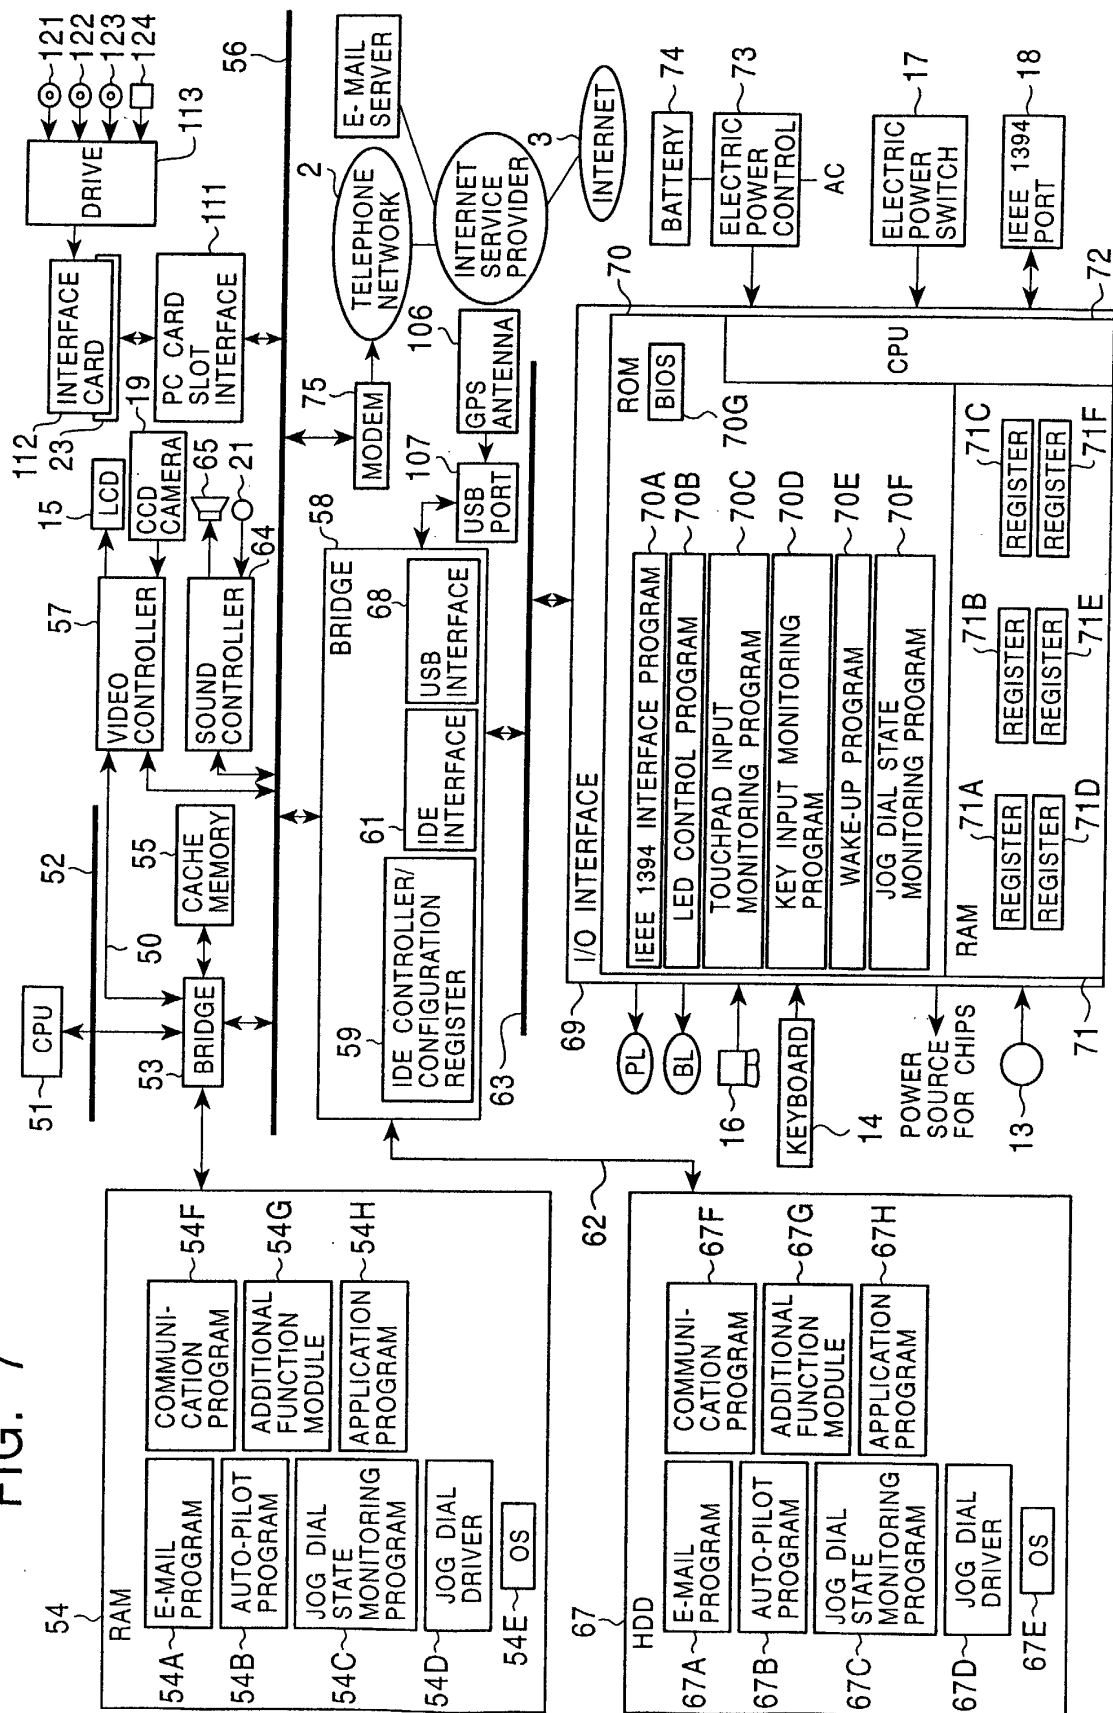 FIG. 7
51
CPU
52
50
53
BRIDGE
55
CACHE
MEMORY
57
VIDEO
CONTROLLER
15
LCD
19
CCD
CAMERA
65
21
SOUND
CONTROLLER
64
112
INTERFACE
CARD
23
111
PC CARD
SLOT
INTERFACE
DRIVE
113
121
122
123
124
56
54
RAM
54A
E-MAIL
PROGRAM
54B
AUTO-PILOT
PROGRAM
54C
JOG DIAL
STATE
MONITORING
PROGRAM
54D
JOG DIAL
DRIVER
54E
OS
54F
COMMUNI-
CATION
PROGRAM
54G
ADDITIONAL
FUNCTION
MODULE
54H
APPLICATION
PROGRAM
BRIDGE
58
59
IDE CONTROLLER/
CONFIGURATION
REGISTER
61
IDE
INTERFACE
68
USB
INTERFACE
63
62
75
MODEM
2
TELEPHONE
NETWORK
E- MAIL
SERVER
INTERNET
SERVICE
PROVIDER
3
INTERNET
107
USB
PORT
106
GPS
ANTENNA
67
HDD
67A
E-MAIL
PROGRAM
67B
AUTO-PILOT
PROGRAM
67C
JOG DIAL
STATE
MONITORING
PROGRAM
67D
JOG DIAL
DRIVER
67E
OS
67F
COMMUNI-
CATION
PROGRAM
67G
ADDITIONAL
FUNCTION
MODULE
67H
APPLICATION
PROGRAM
69
I/O INTERFACE
PL
BL
16
KEYBOARD
14
POWER
SOURCE
FOR CHIPS
13
IEEE 1394 INTERFACE PROGRAM
70A
LED CONTROL PROGRAM
70B
TOUCHPAD INPUT
MONITORING PROGRAM
70C
KEY INPUT MONITORING
PROGRAM
70D
WAKE-UP PROGRAM
70E
JOG DIAL STATE
MONITORING PROGRAM
70F
ROM
70
BIOS
70G
CPU
72
RAM
71
71A
REGISTER
71B
REGISTER
71C
REGISTER
REGISTER
71D
REGISTER
71E
REGISTER
71F
BATTERY
74
ELECTRIC
POWER
CONTROL
73
AC
ELECTRIC
POWER
SWITCH
17
IEEE 1394
PORT
18